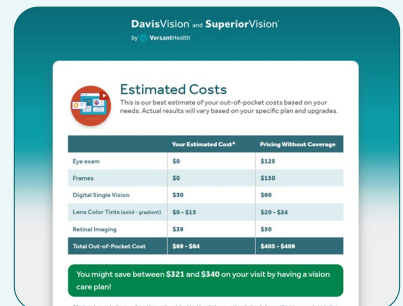 DavisVision and SuperiorVision
by VersantHealth
Estimated Costs
This is our best estimate of your out-of-pocket costs based on your
needs. Actual results will vary based on your specific plan and upgrades.
Your Estimated Cost* Pricing Without Coverage
Eye exam $0 $125
Frames $0 $150
Digital Single Vision $30 $60
Lens Color Tints (solid - gradient) $0 - $15 $20 - $24
Retinal Imaging $39 $50
Total Out-of-Pocket Cost $69 - $84 $405 - $409
You might save between $321 and $340 on your visit by having a vision
care plan!